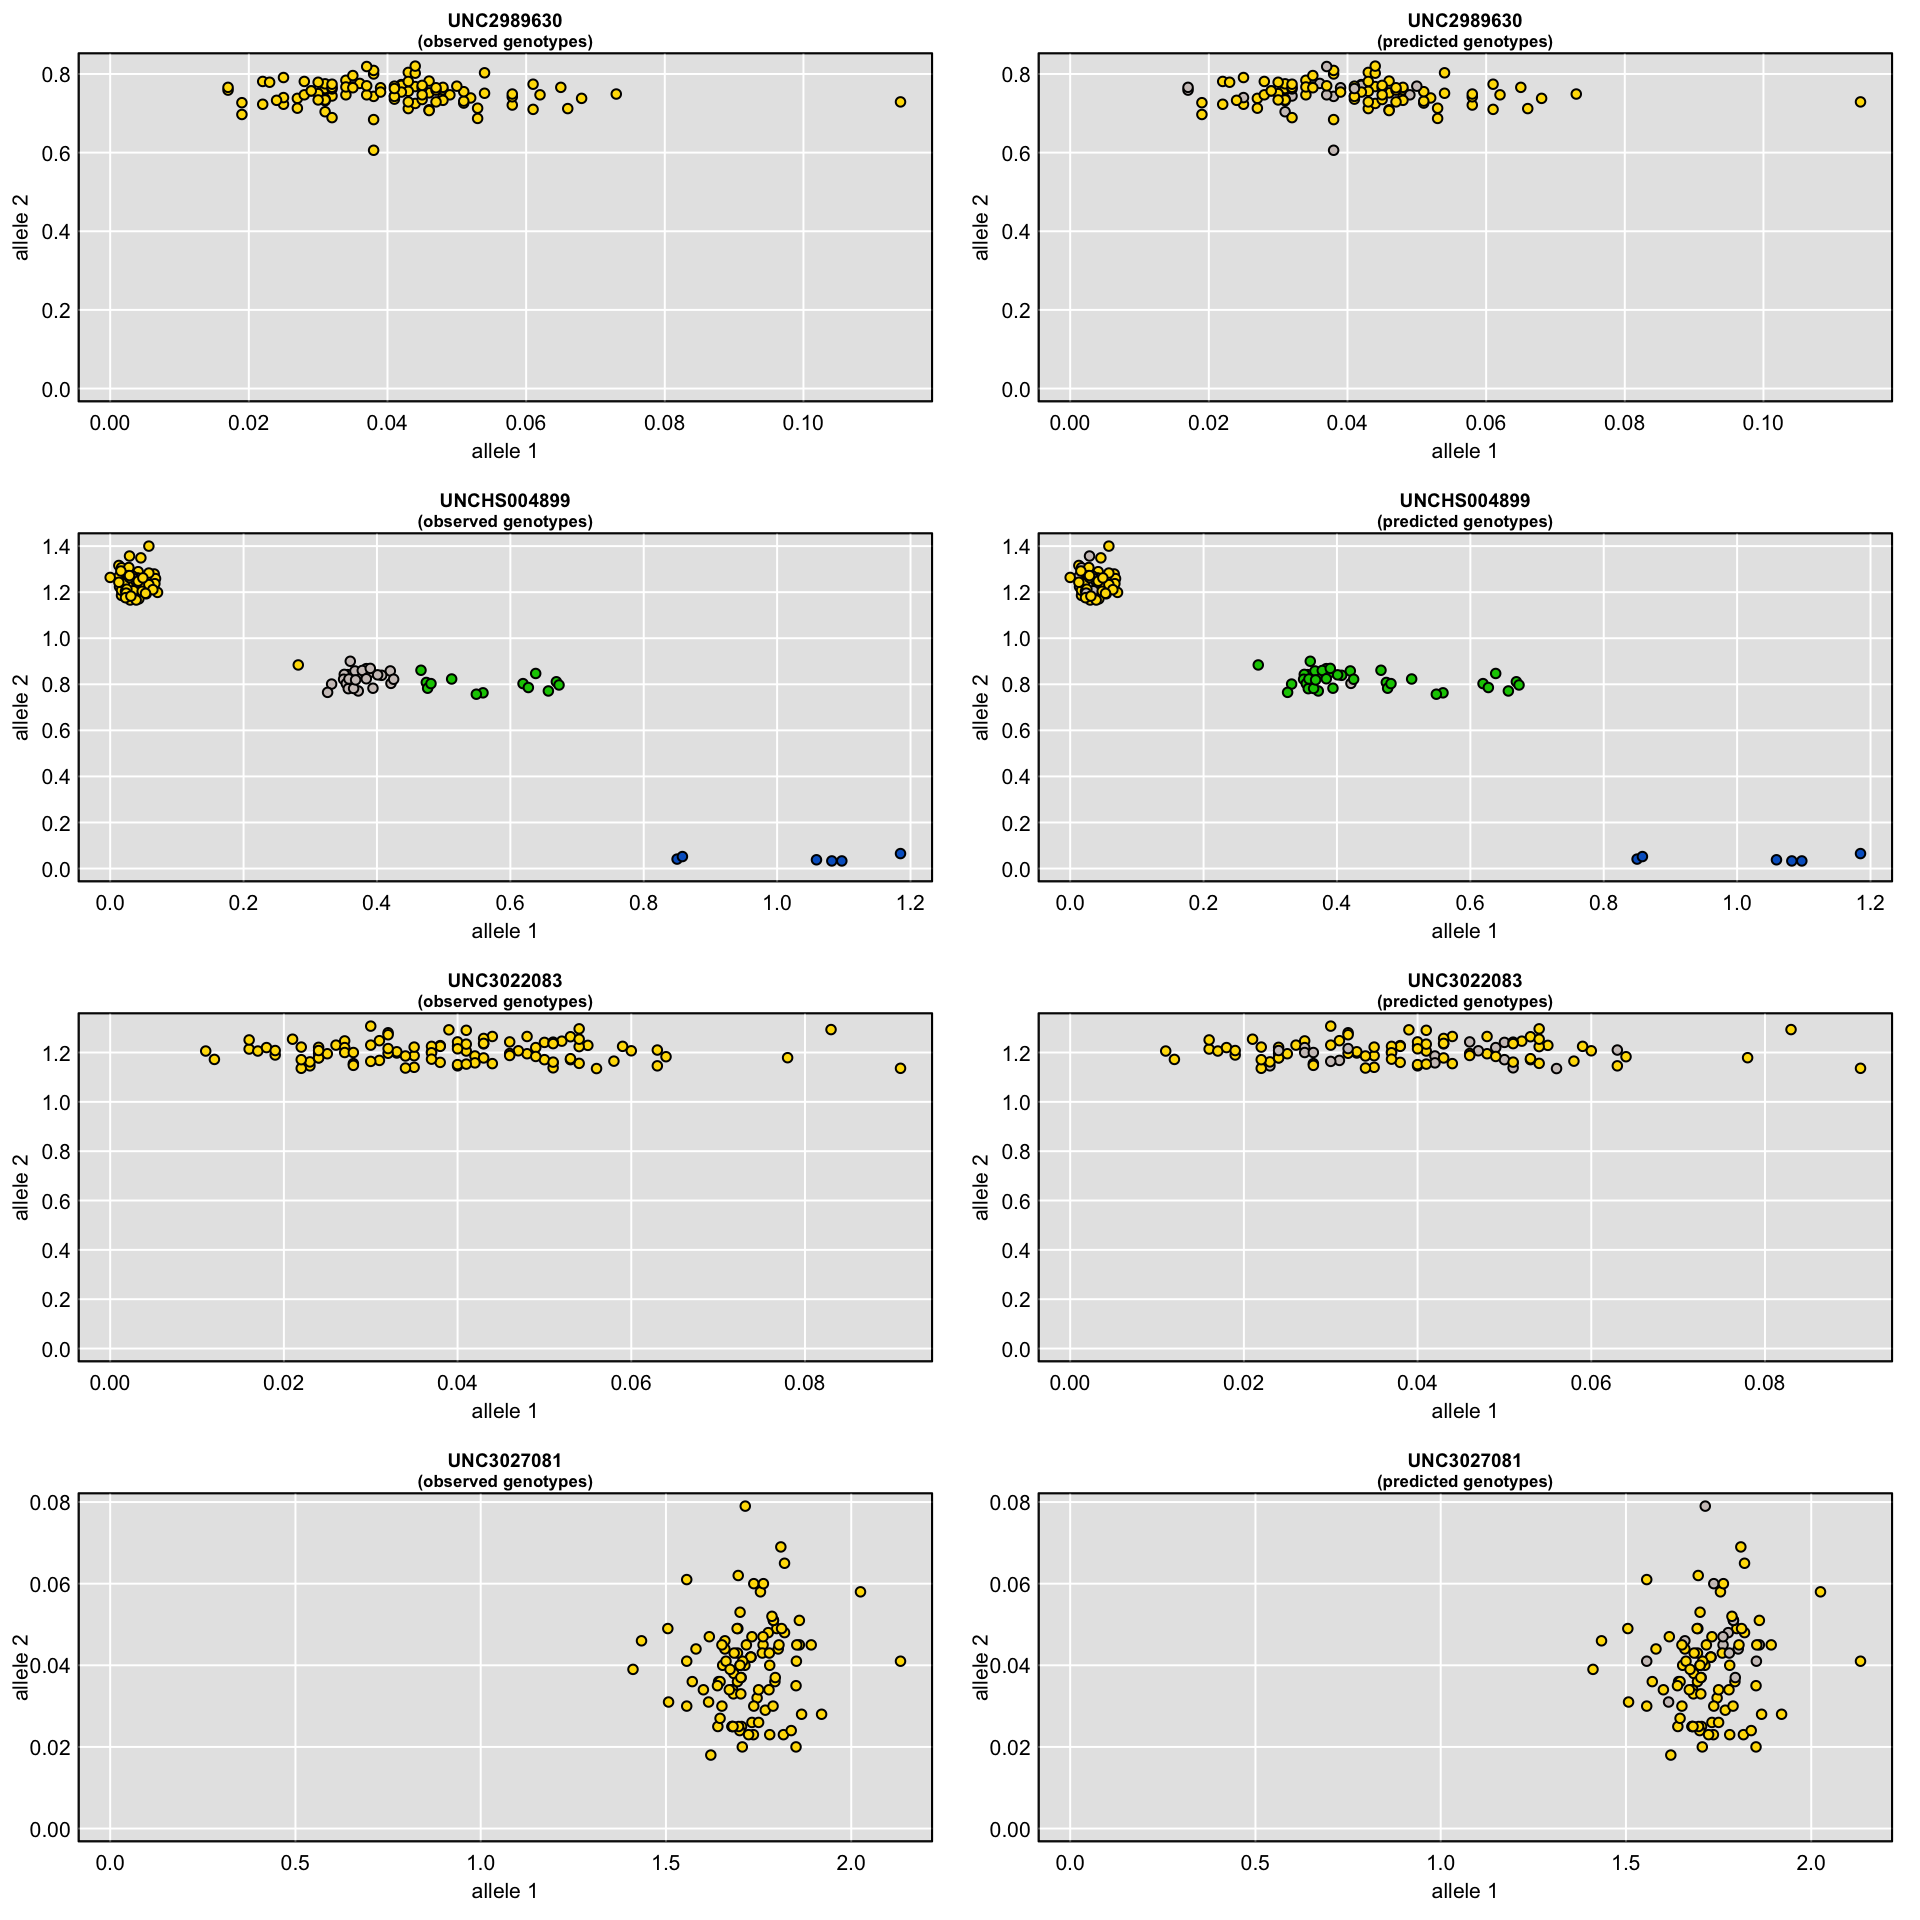 UNC2989630
(observed genotypes)
0.8
0.6
0.4
0.2
0.0
allele 2
0.00 0.02 0.04 0.06 0.08 0.10
allele 1
UNC2989630
(predicted genotypes)
0.8
0.6
0.4
0.2
0.0
allele 2
0.00 0.02 0.04 0.06 0.08 0.10
allele 1
UNCHS004899
(observed genotypes)
1.4
1.2
1.0
0.8
0.6
0.4
0.2
0.0
allele 2
0.0 0.2 0.4 0.6 0.8 1.0 1.2
allele 1
UNCHS004899
(predicted genotypes)
1.4
1.2
1.0
0.8
0.6
0.4
0.2
0.0
allele 2
0.0 0.2 0.4 0.6 0.8 1.0 1.2
allele 1
UNC3022083
(observed genotypes)
1.2
1.0
0.8
0.6
0.4
0.2
0.0
allele 2
0.00 0.02 0.04 0.06 0.08
allele 1
UNC3022083
(predicted genotypes)
1.2
1.0
0.8
0.6
0.4
0.2
0.0
allele 2
0.00 0.02 0.04 0.06 0.08
allele 1
UNC3027081
(observed genotypes)
0.08
0.06
0.04
0.02
0.00
allele 2
0.0 0.5 1.0 1.5 2.0
allele 1
UNC3027081
(predicted genotypes)
0.08
0.06
0.04
0.02
0.00
allele 2
0.0 0.5 1.0 1.5 2.0
allele 1